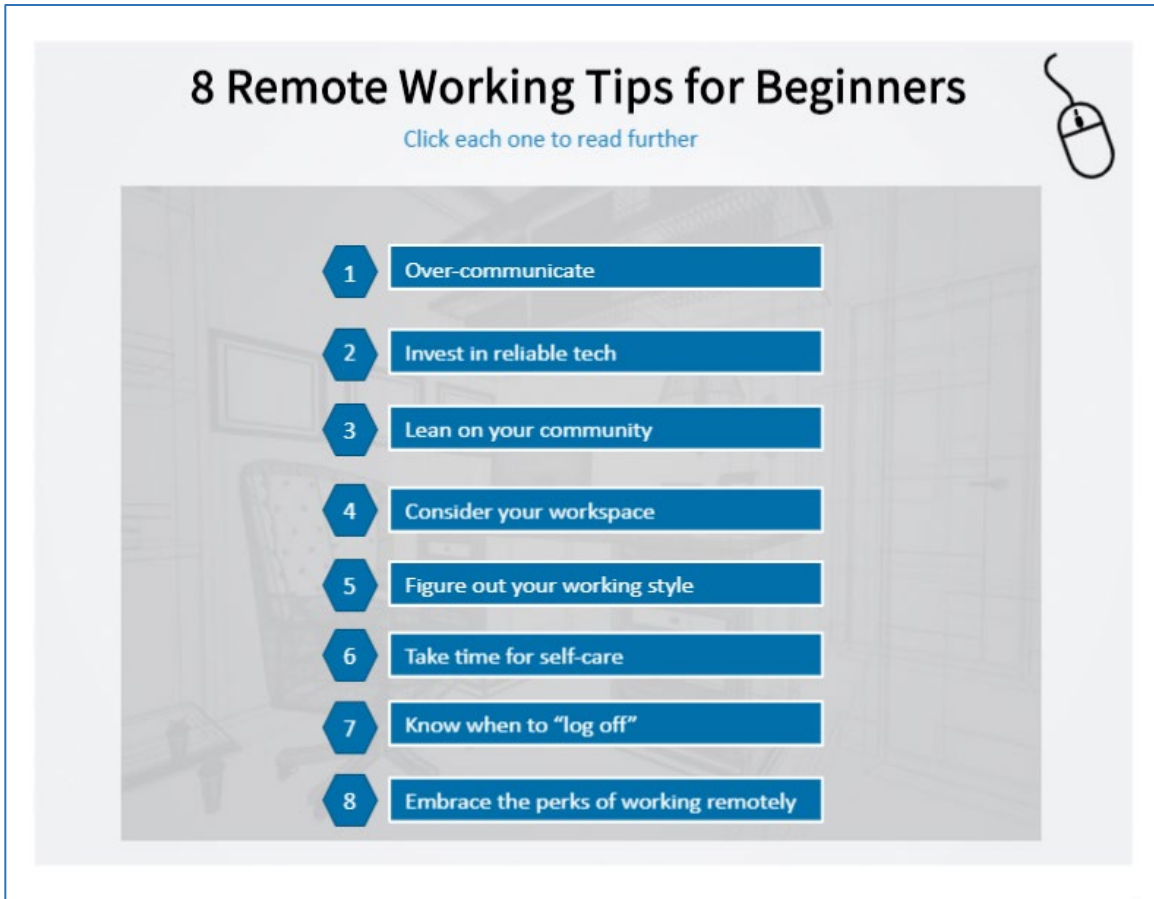 8 Remote Working Tips for Beginners
Click each one to read further
1 Over-communicate
2 Invest in reliable tech
3 Lean on your community
4 Consider your workspace
5 Figure out your working style
6 Take time for self-care
7 Know when to “log off”
8 Embrace the perks of working remotely